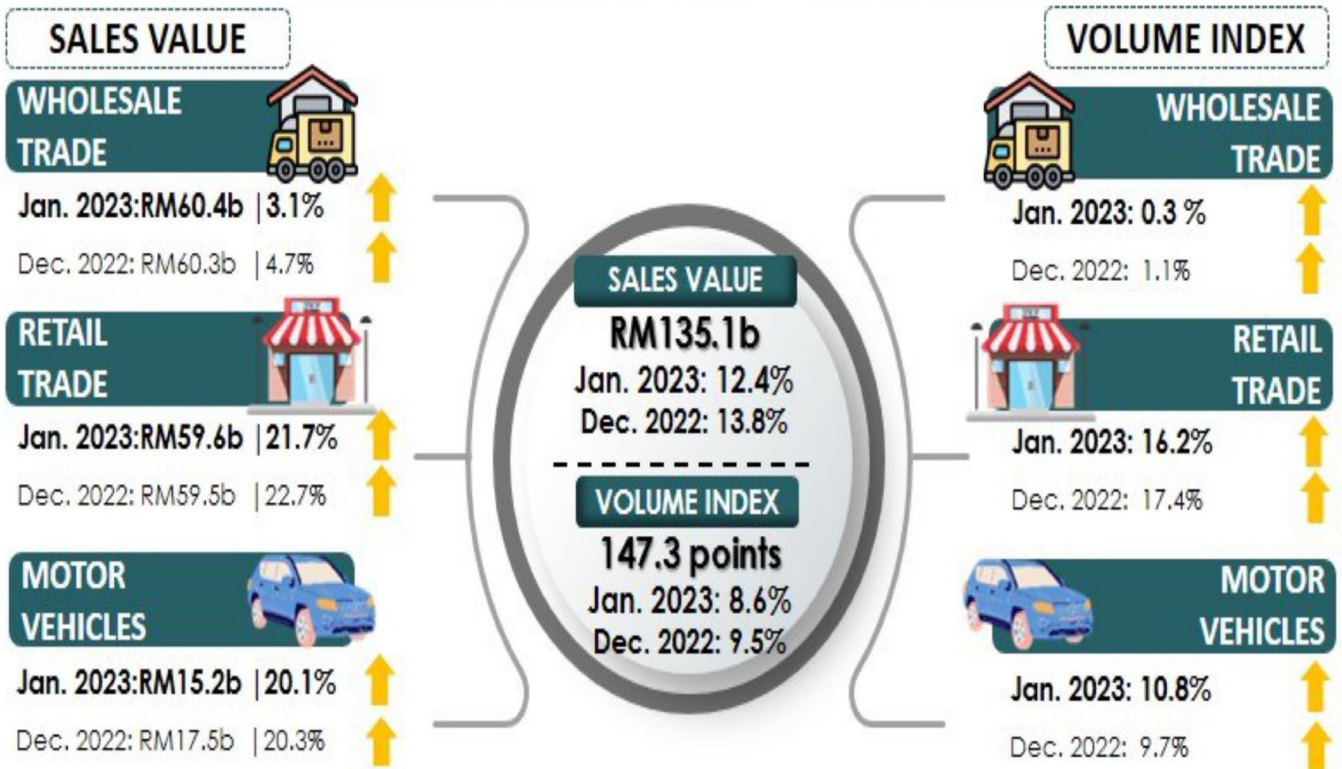 SALES VALUE
WHOLESALE
TRADE
Jan. 2023:RM60.4b |3.1%
Dec. 2022: RM60.3b |4.7%
RETAIL
TRADE
Jan. 2023:RM59.6b |21.7%
Dec. 2022: RM59.5b |22.7%
MOTOR
VEHICLES
Jan. 2023:RM15.2b |20.1%
Dec. 2022: RM17.5b |20.3%
SALES VALUE
RM135.1b
Jan. 2023: 12.4%
Dec. 2022: 13.8%
VOLUME INDEX
147.3 points
Jan. 2023: 8.6%
Dec. 2022: 9.5%
VOLUME INDEX
WHOLESALE
TRADE
Jan. 2023: 0.3 %
Dec. 2022: 1.1%
RETAIL
TRADE
Jan. 2023: 16.2%
Dec. 2022: 17.4%
MOTOR
VEHICLES
Jan. 2023: 10.8%
Dec. 2022: 9.7%